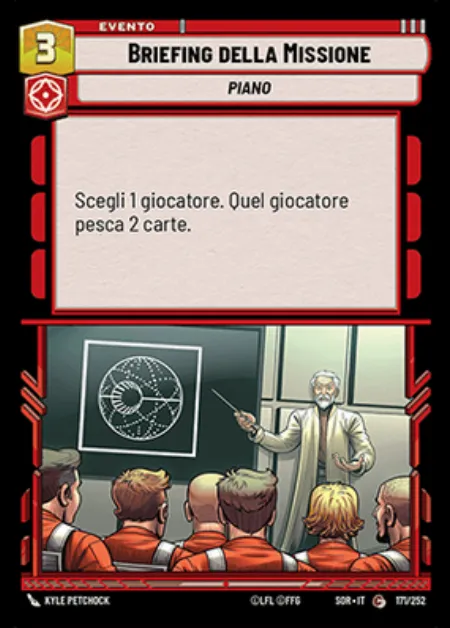 EVENTO
3
BRIEFING DELLA MISSIONE
PIANO
Scegli 1 giocatore. Quel giocatore
pesca 2 carte.
KYLE PETCHOCK
©LFL ©FFG
SOR • IT
C
171/252